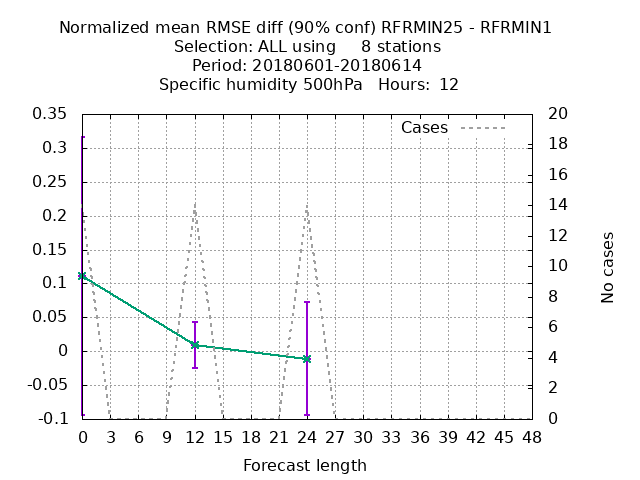 Normalized mean RMSE diff (90% conf) RFRMIN25 - RFRMIN1
Selection: ALL using     8 stations
Period: 20180601-20180614
Specific humidity 500hPa   Hours:  12
Cases
0.35
0.3
0.25
0.2
0.15
0.1
0.05
0
-0.05
-0.1
20
18
16
14
12
10
8
6
4
2
0
No cases
0 3 6 9 12 15 18 21 24 27 30 33 36 39 42 45 48
Forecast length